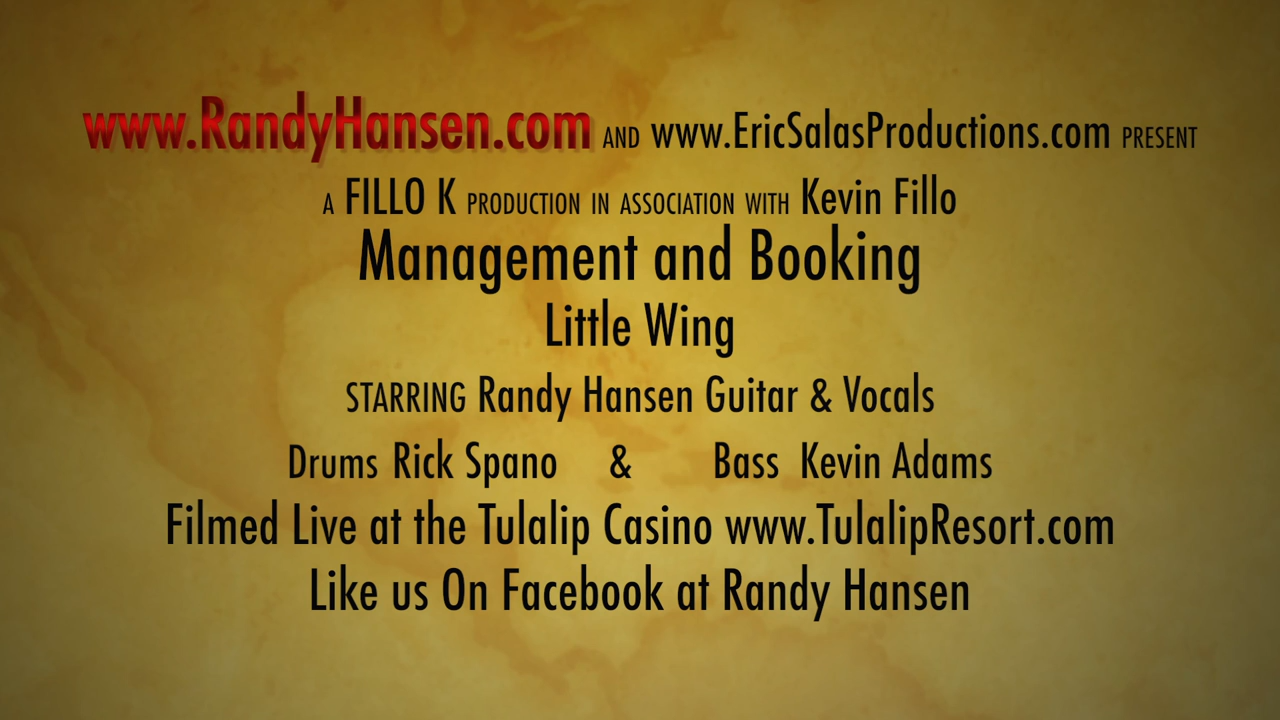 www.RandyHansen.com AND www.EricSalasProductions.com PRESENT
A FILLO K PRODUCTION IN ASSOCIATION WITH Kevin Fillo
Management and Booking
Little Wing
STARRING Randy Hansen Guitar & Vocals
Drums Rick Spano & Bass Kevin Adams
Filmed Live at the Tulalip Casino www.TulalipResort.com
Like us On Facebook at Randy Hansen